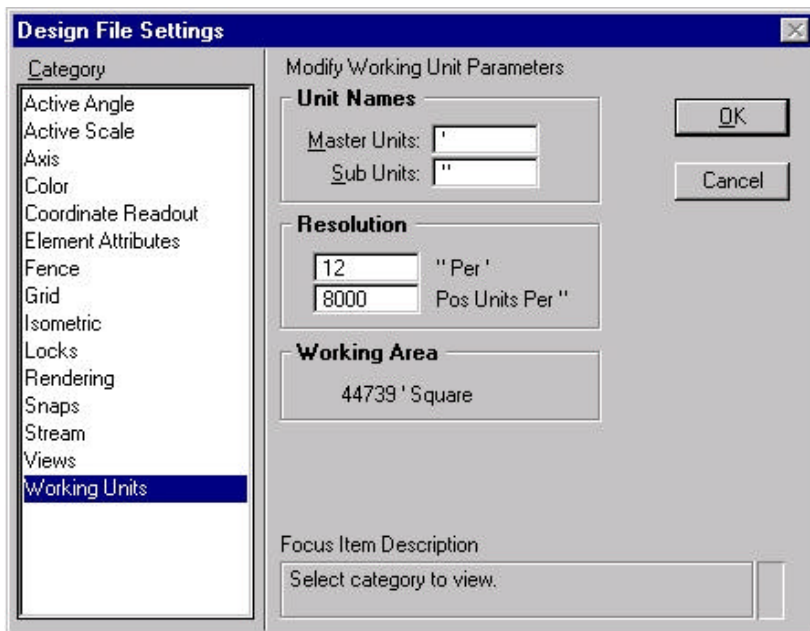 Design File Settings
Category
Active Angle
Active Scale
Axis
Color
Coordinate Readout
Element Attributes
Fence
Grid
Isometric
Locks
Rendering
Snaps
Stream
Views
Working Units
Modify Working Unit Parameters
Unit Names
Master Units: '
Sub Units: "
Resolution
12 " Per '
8000 Pos Units Per "
Working Area
44739 ' Square
Focus Item Description
Select category to view.
OK
Cancel